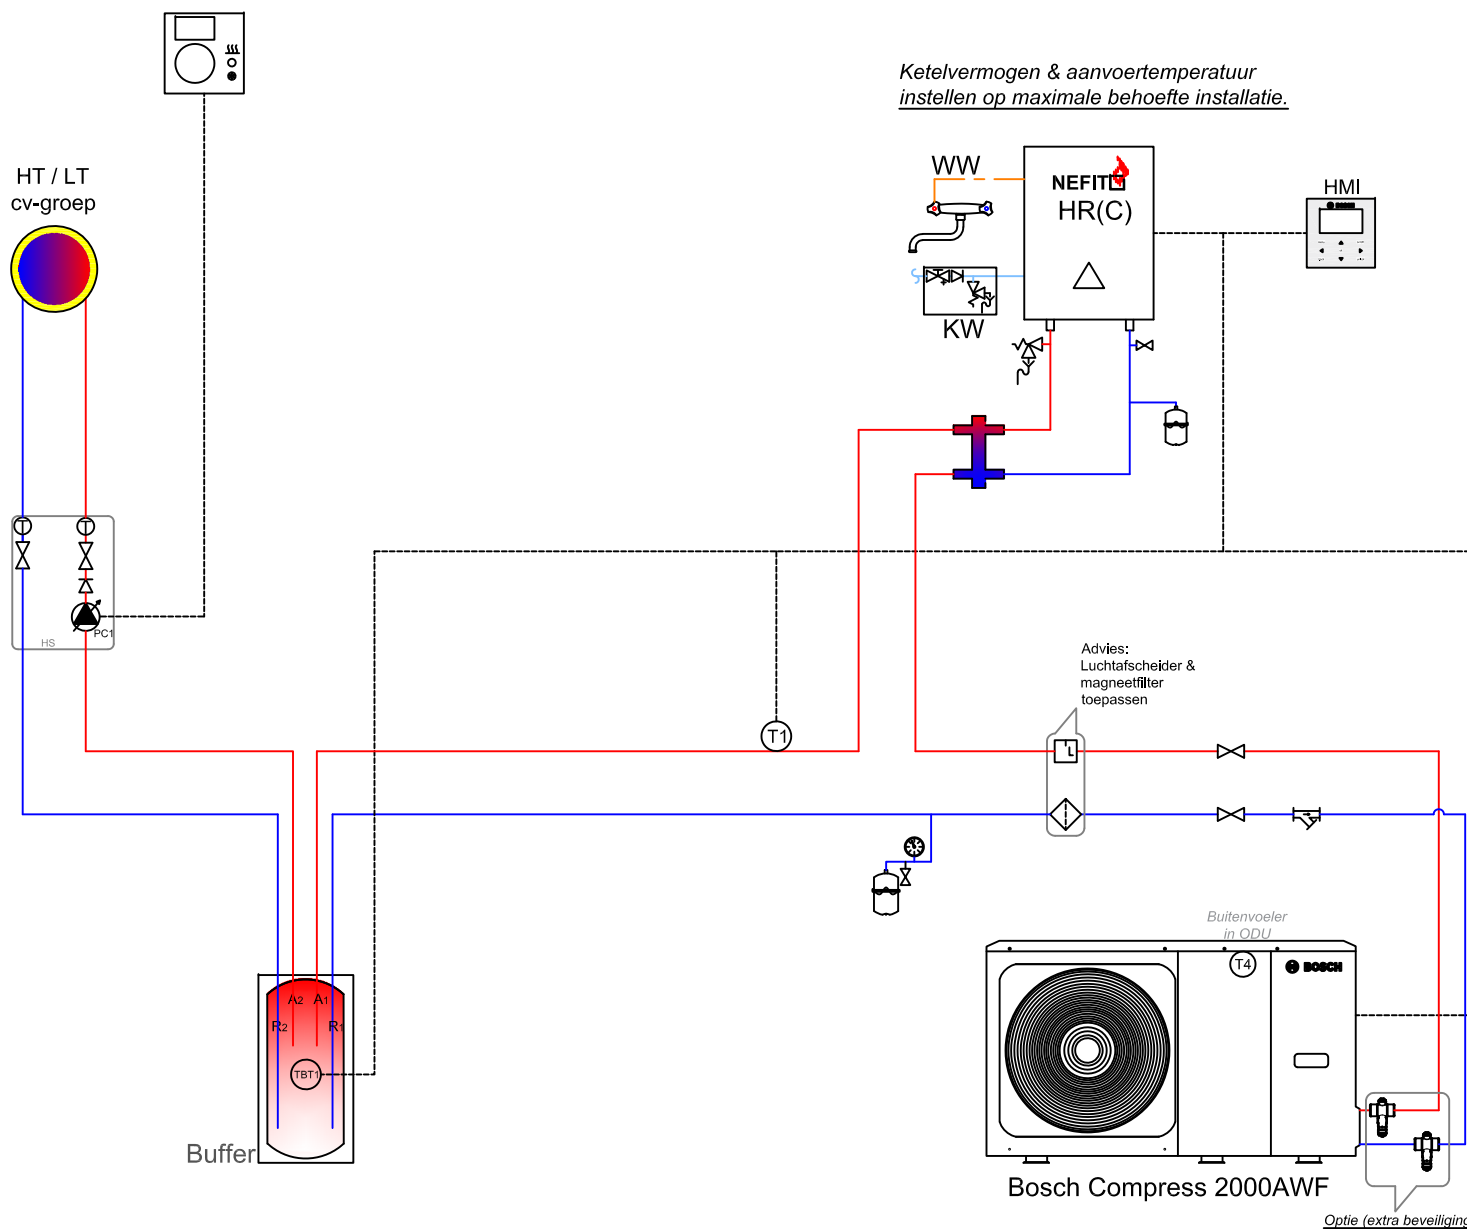 Ketelvermogen & aanvoertemperatuur
instellen op maximale behoefte installatie.
HT / LT
cv-groep
WW
NEFIT
HR(C)
KW
HMI
BOSCH
T
T
PC1
HS
Advies:
Luchtafscheider &
magneetfilter
toepassen
T1
L
Buitenvoeler
in ODU
T4
BOSCH
A2 A1
R2 R1
TBT1
Buffer
Bosch Compress 2000AWF
Optie (extra beveiliging